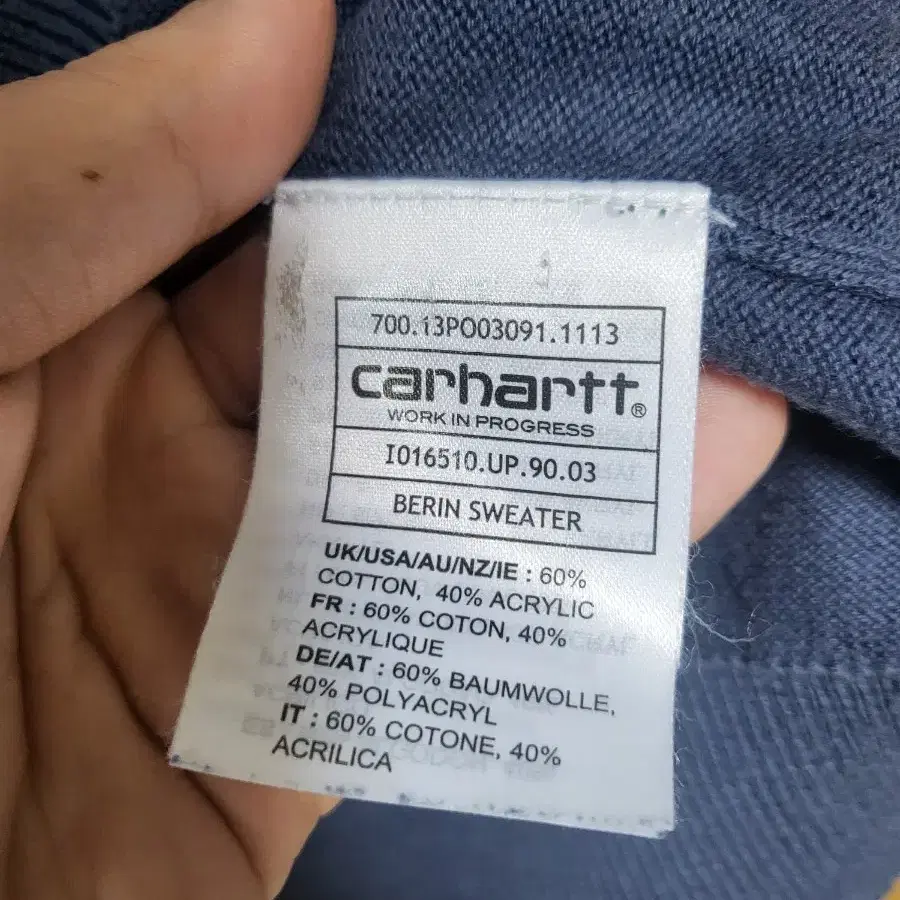 700.13PO03091.1113
carhartt®
WORK IN PROGRESS
I016510.UP.90.03
BERIN SWEATER
UK/USA/AU/NZ/IE : 60%
COTTON, 40% ACRYLIC
FR : 60% COTON, 40%
ACRYLIQUE
DE/AT : 60% BAUMWOLLE,
40% POLYACRYL
IT : 60% COTONE, 40%
ACRILICA